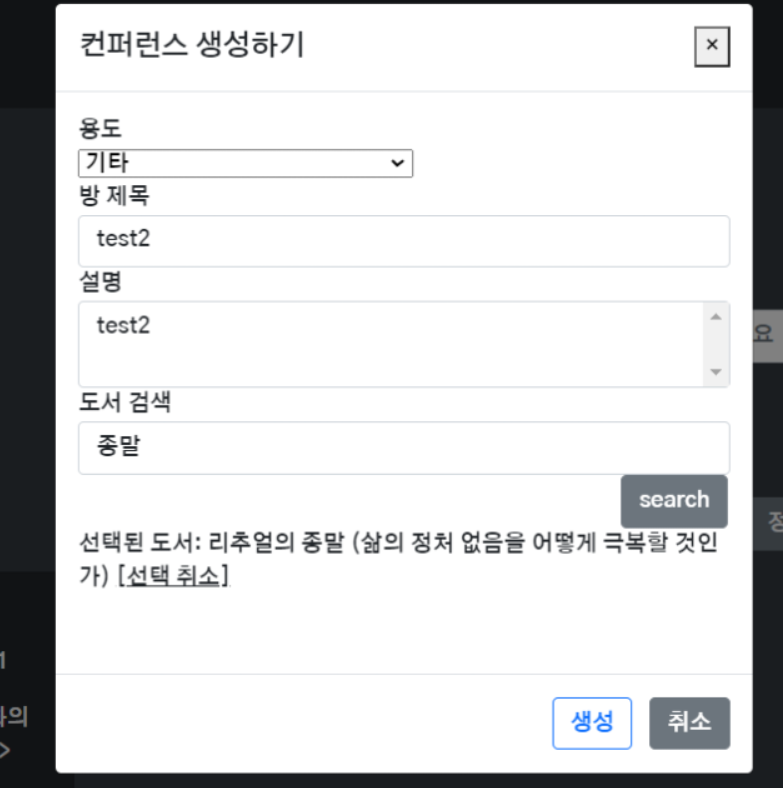 컨퍼런스 생성하기
×
용도
기타
방 제목
test2
설명
test2
요
도서 검색
종말
search
선택된 도서: 리추얼의 종말 (삶의 정처 없음을 어떻게 극복할 것인
가) [선택 취소]
1
의
>
생성 취소